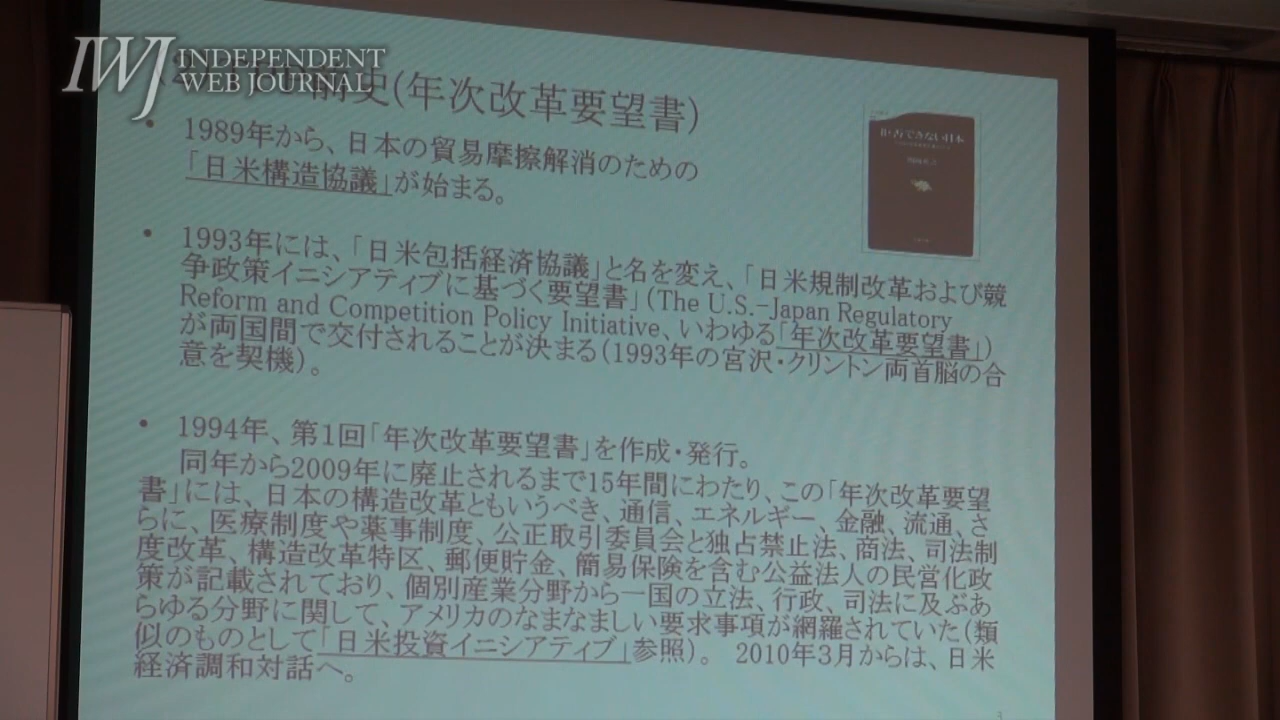 IWJ INDEPENDENT
WEB JOURNAL
前史(年次改革要望書)
• 1989年から、日本の貿易摩擦解消のための
「日米構造協議」が始まる。
拒否できない日本
• 1993年には、「日米包括経済協議」と名を変え、「日米規制改革および競
争政策イニシアティブに基づく要望書」(The U.S.-Japan Regulatory
Reform and Competition Policy Initiative、いわゆる「年次改革要望書」)
が両国間で交付されることが決まる(1993年の宮沢・クリントン両首脳の合
意を契機)。
• 1994年、第1回「年次改革要望書」を作成・発行。
同年から2009年に廃止されるまで15年間にわたり、この「年次改革要望
書」には、日本の構造改革ともいうべき、通信、エネルギー、金融、流通、さ
らに、医療制度や薬事制度、公正取引委員会と独占禁止法、商法、司法制
度改革、構造改革特区、郵便貯金、簡易保険を含む公益法人の民営化政
策が記載されており、個別産業分野から一国の立法、行政、司法に及ぶあ
らゆる分野に関して、アメリカのなまなましい要求事項が網羅されていた(類
似のものとして「日米投資イニシアティブ」参照)。 2010年3月からは、日米
経済調和対話へ。
3